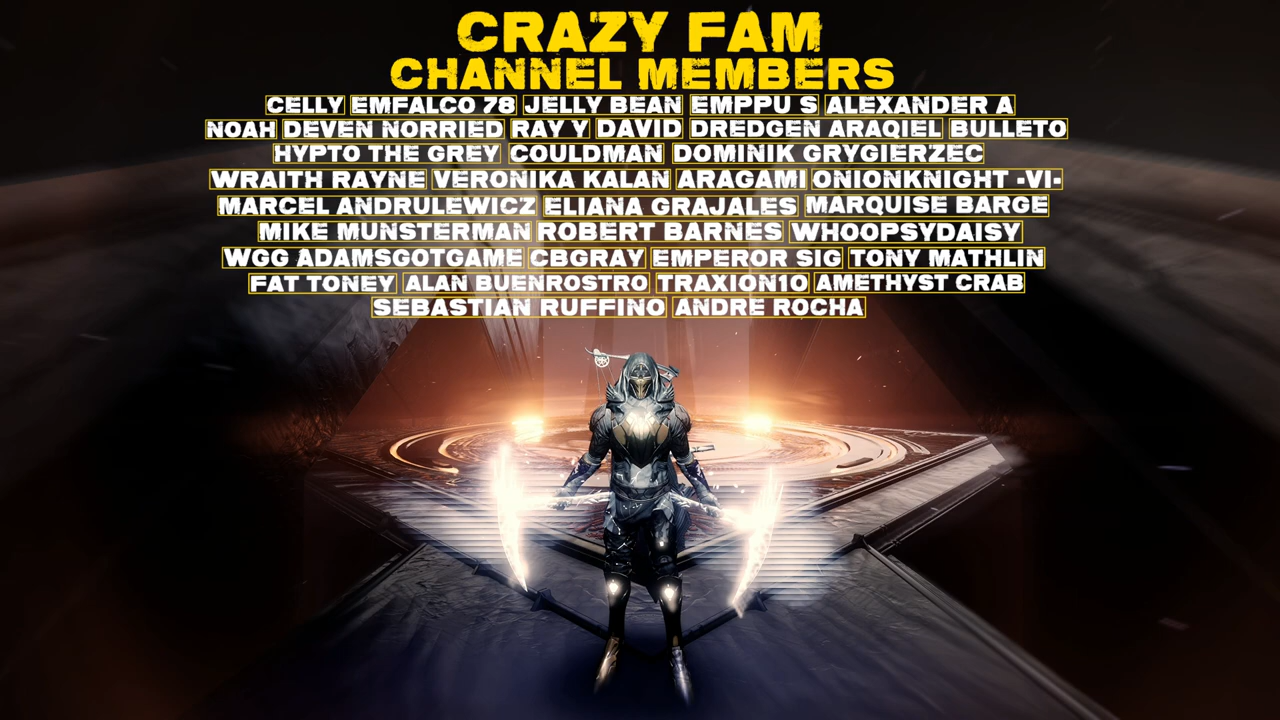 CRAZY FAM
CHANNEL MEMBERS
CELLY EMFALCO 78 JELLY BEAN EMPPU S ALEXANDER A
NOAH DEVEN NORRIED RAY Y DAVID DREDGEN ARAQIEL BULLETO
HYPTO THE GREY COULDMAN DOMINIK GRYGIERZEC
WRAITH RAYNE VERONIKA KALAN ARAGAMI ONIONKNIGHT -VI-
MARCEL ANDRULEWICZ ELIANA GRAJALES MARQUISE BARGE
MIKE MUNSTERMAN ROBERT BARNES WHOOPSYDAISY
WGG ADAMSGOTGAME CBGRAY EMPEROR SIG TONY MATHLIN
FAT TONEY ALAN BUENROSTRO TRAXION10 AMETHYST CRAB
SEBASTIAN RUFFINO ANDRE ROCHA